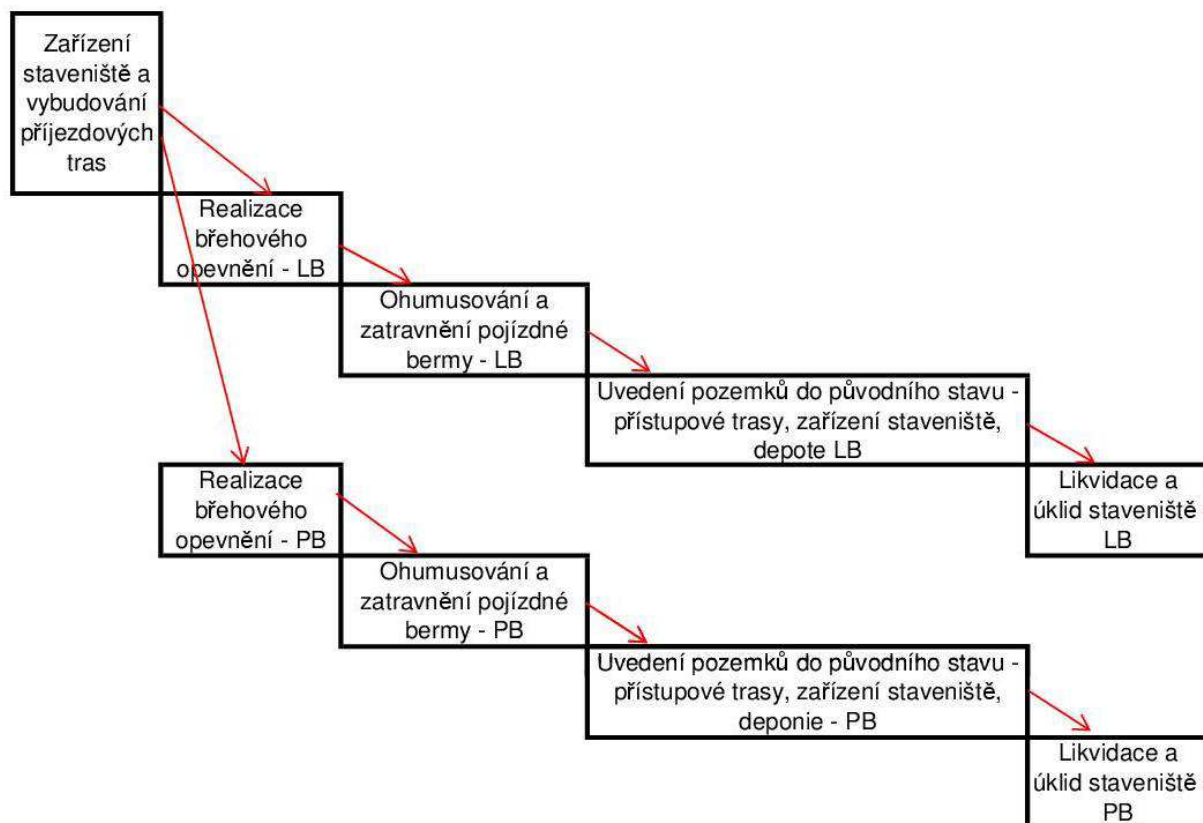 Zařízení
staveniště a
vybudování
příjezdových
tras
Realizace
břehového
opevnění - LB
Ohumusování a
zatravnění pojízdné
bermy - LB
Uvedení pozemků do původního stavu -
přístupové trasy, zařízení staveniště,
depote LB
Likvidace a
úklid staveniště
LB
Realizace
břehového
opevnění - PB
Ohumusování a
zatravnění pojízdné
bermy - PB
Uvedení pozemků do původního stavu -
přístupové trasy, zařízení staveniště,
deponie - PB
Likvidace a
úklid staveniště
PB